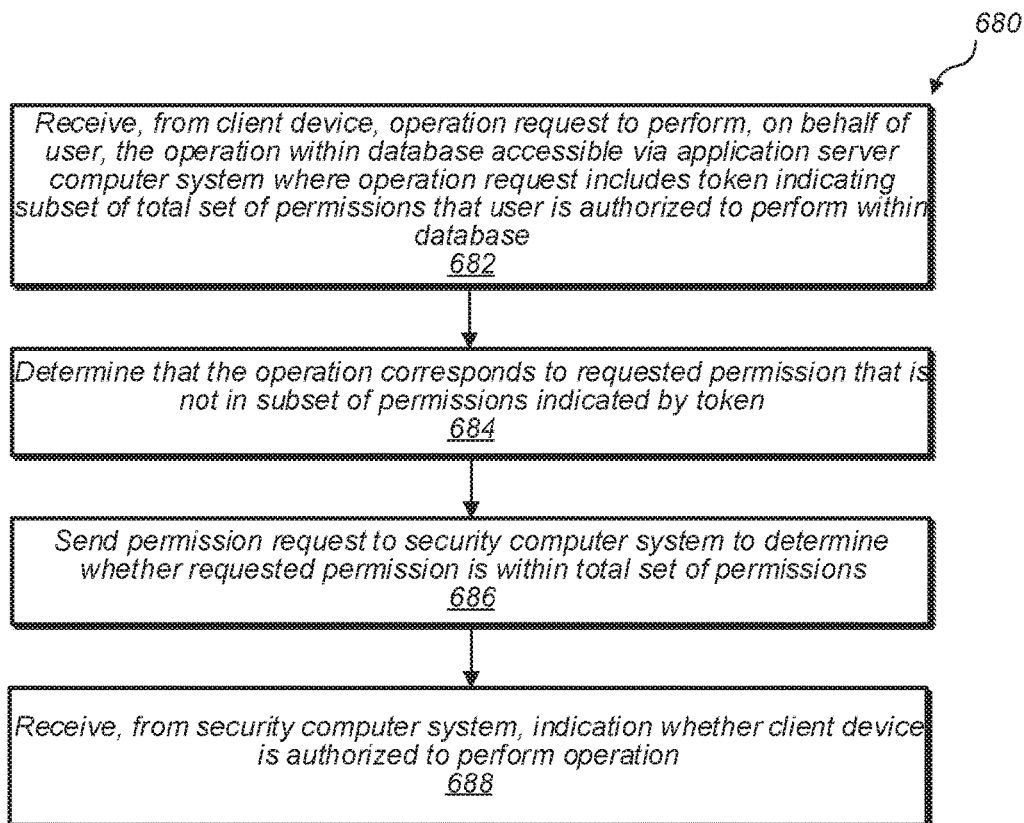 680
Receive, from client device, operation request to perform, on behalf of
user, the operation within database accessible via application server
computer system where operation request includes token indicating
subset of total set of permissions that user is authorized to perform within
database
682
Determine that the operation corresponds to requested permission that is
not in subset of permissions indicated by token
684
Send permission request to security computer system to determine
whether requested permission is within total set of permissions
686
Receive, from security computer system, indication whether client device
is authorized to perform operation
688